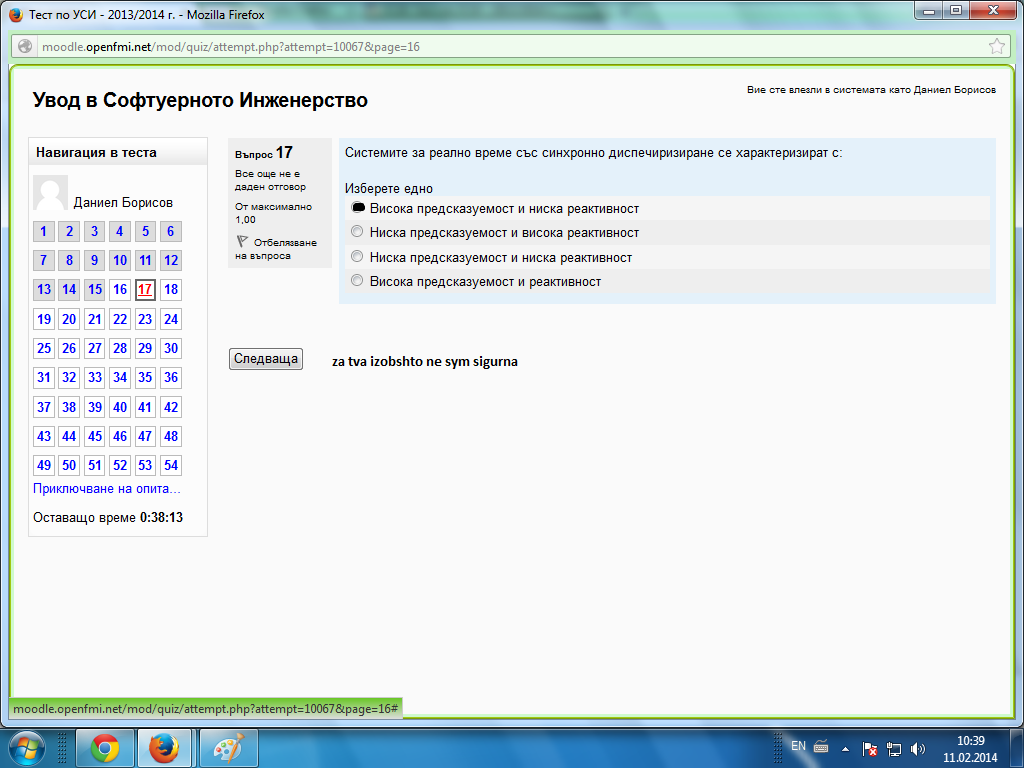 Тест по УСИ - 2013/2014 г. - Mozilla Firefox
moodle.openfmi.net/mod/quiz/attempt.php?attempt=10067&page=16
Увод в Софтуерното Инженерство
Вие сте влезли в системата като Даниел Борисов
Навигация в теста
Даниел Борисов
1 2 3 4 5 6
7 8 9 10 11 12
13 14 15 16 17 18
19 20 21 22 23 24
25 26 27 28 29 30
31 32 33 34 35 36
37 38 39 40 41 42
43 44 45 46 47 48
49 50 51 52 53 54
Приключване на опита...
Оставащо време 0:38:13
Въпрос 17
Все още не е
даден отговор
От максимално
1,00
Отбелязване
на въпроса
Системите за реално време със синхронно диспечиризиране се характеризират с:
Изберете едно
Висока предсказуемост и ниска реактивност
Ниска предсказуемост и висока реактивност
Ниска предсказуемост и ниска реактивност
Висока предсказуемост и реактивност
Следваща
za tva izobshto ne sym sigurna
moodle.openfmi.net/mod/quiz/attempt.php?attempt=10067&page=16#
EN
10:39
11.02.2014